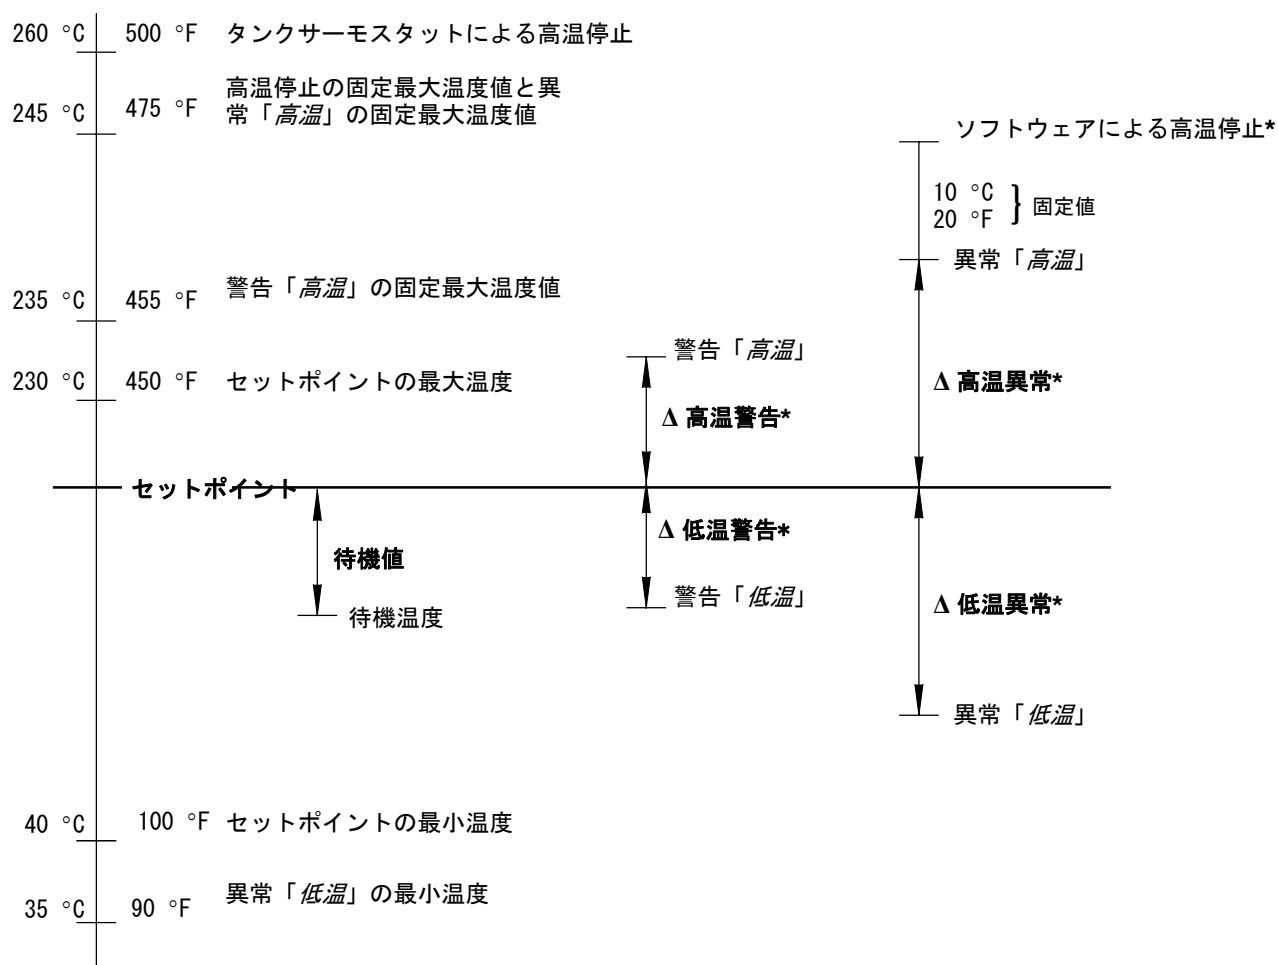 260 °C 500 °F タンクサーモスタットによる高温停止
高温停止の固定最大温度値と異
245 °C 475 °F 常「高温」の固定最大温度値
ソフトウェアによる高温停止*
10 °C
20 °F } 固定値
異常「高温」
警告「高温」の固定最大温度値
235 °C 455 °F
警告「高温」
230 °C 450 °F セットポイントの最大温度
Δ 高温異常*
Δ 高温警告*
セットポイント
Δ 低温警告*
待機値
警告「低温」
Δ 低温異常*
待機温度
異常「低温」
40 °C 100 °F セットポイントの最小温度
異常「低温」の最小温度
35 °C 90 °F